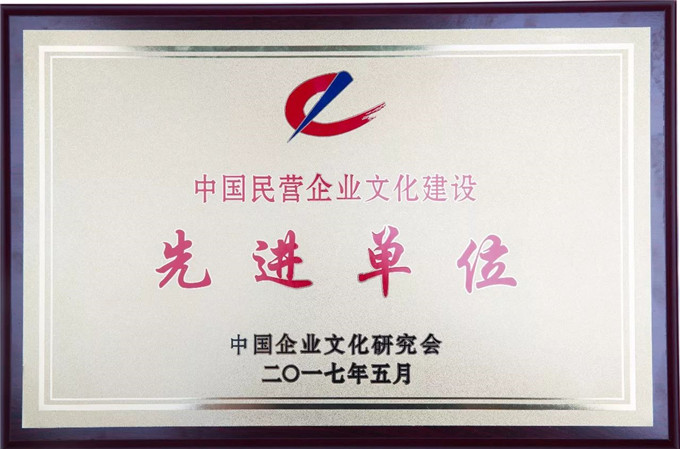 中国民营企业文化建设
先进单位
中国企业文化研究会
二〇一七年五月